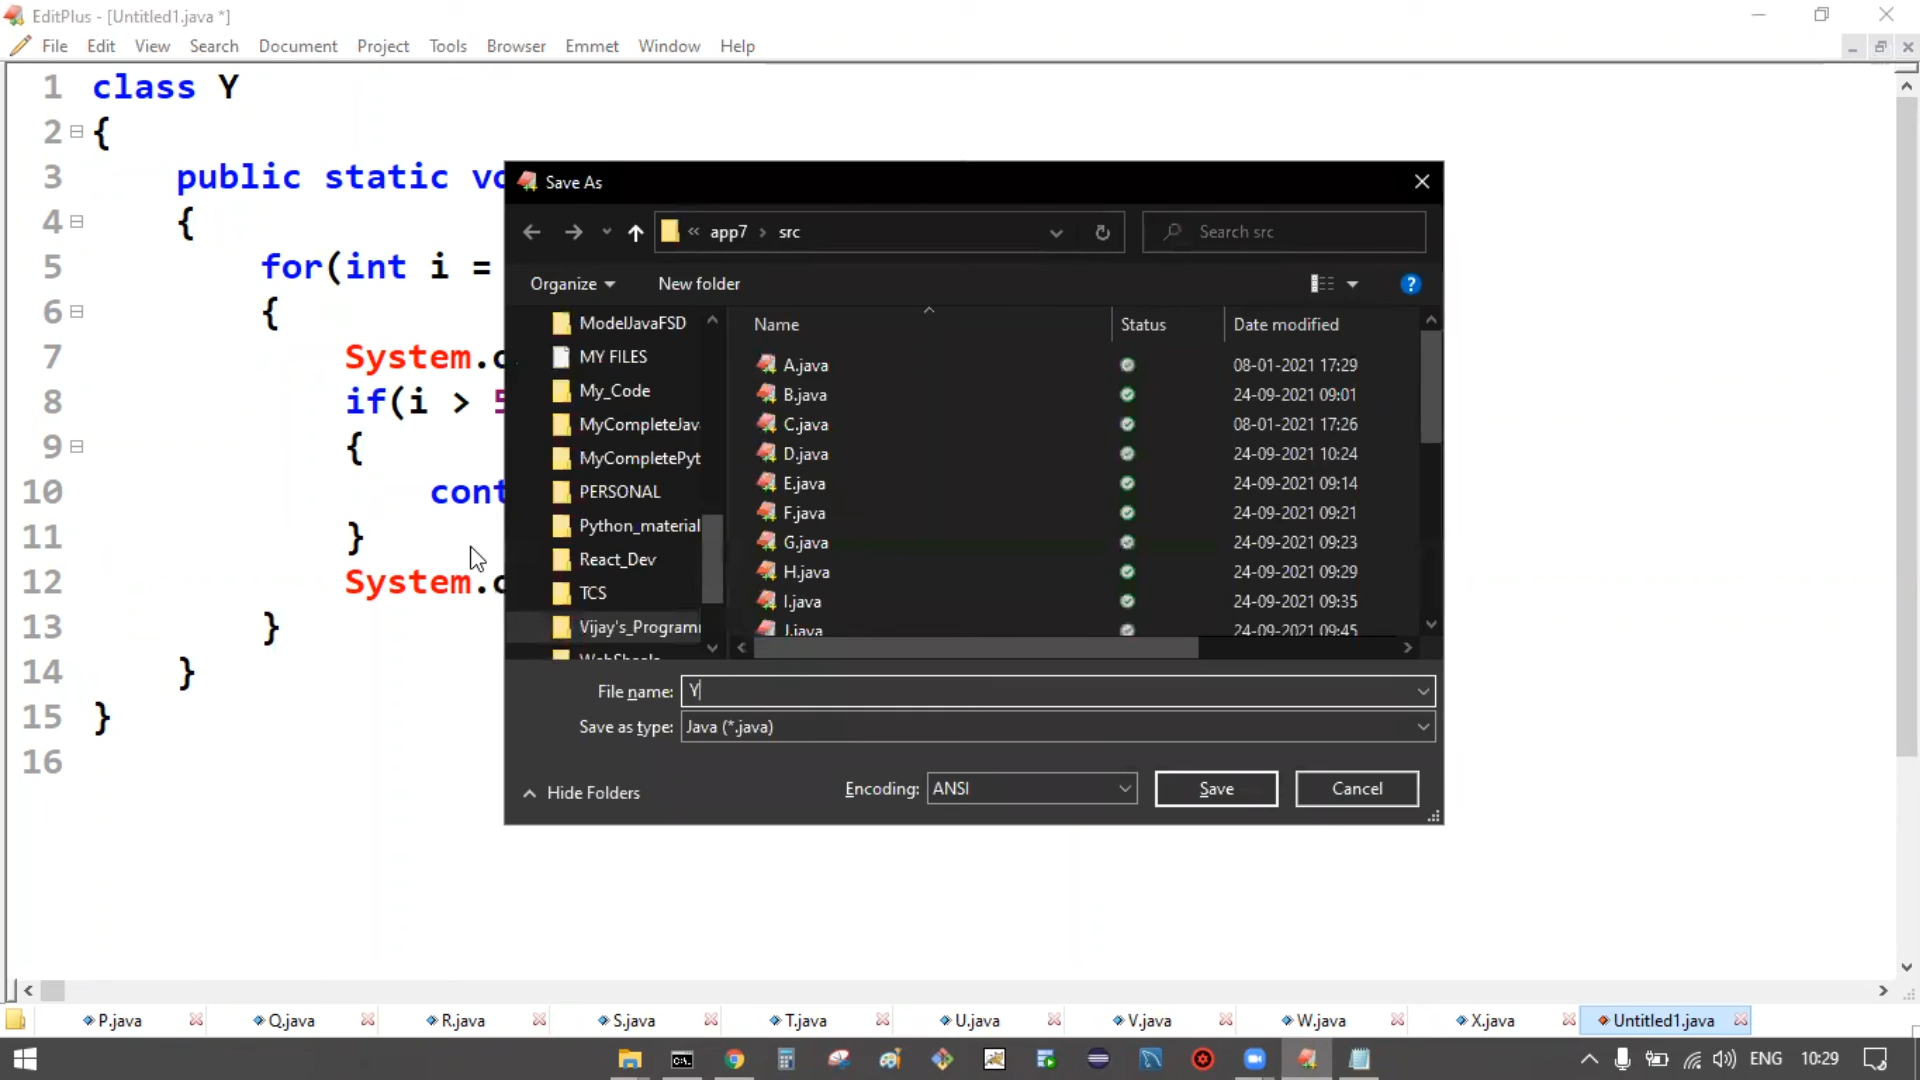 EditPlus - [Untitled1.java *]
File Edit View Search Document Project Tools Browser Emmet Window Help
1 class Y
2 {
3 public static
4 {
5 for(int i =
6 {
7 System.
8 if(i >
9 {
10 cont
11 }
12 System.
13 }
14 }
15 }
16
Save As
« app7 › src
Search src
Organize New folder
ModelJavaFSD
MY FILES
My_Code
MyCompleteJav
MyCompletePyt
PERSONAL
Python_material
React_Dev
TCS
Vijay's_Program
Name Status Date modified
A.java 08-01-2021 17:29
B.java 24-09-2021 09:01
C.java 08-01-2021 17:26
D.java 24-09-2021 10:24
E.java 24-09-2021 09:14
F.java 24-09-2021 09:21
G.java 24-09-2021 09:23
H.java 24-09-2021 09:29
I.java 24-09-2021 09:35
J.java 24-09-2021 09:45
File name: Y
Save as type: Java (*.java)
Hide Folders Encoding: ANSI Save Cancel
P.java Q.java R.java S.java T.java U.java V.java W.java X.java Untitled1.java
ENG 10:29